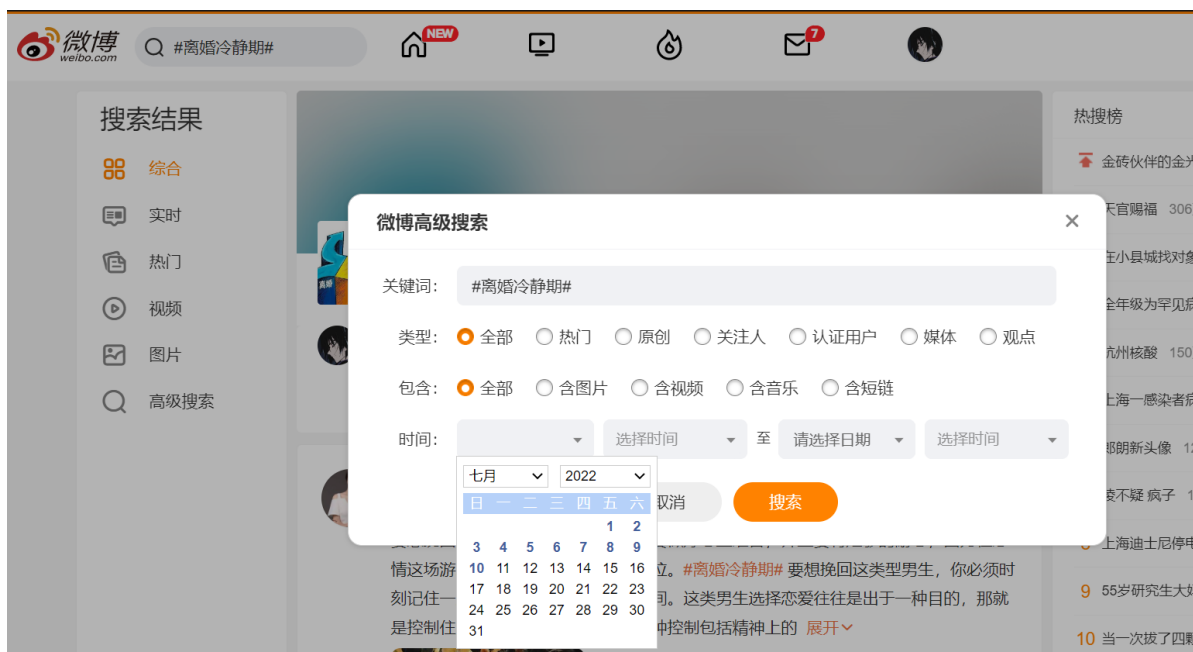 微博
weibo.com
#离婚冷静期#
NEW
7
搜索结果
综合
实时
热门
视频
图片
高级搜索
热搜榜
金砖伙伴的金光
天官赐福 306
在小县城找对象
全年级为罕见病
杭州核酸 150
上海一感染者病
郎朗新头像 12
凌不疑 疯子 1
上海迪士尼停电
9 55岁研究生大妈
10 当一次拔了四颗
微博高级搜索
×
关键词: #离婚冷静期#
类型: 全部 热门 原创 关注人 认证用户 媒体 观点
包含: 全部 含图片 含视频 含音乐 含短链
时间: 选择时间 至 请选择日期 选择时间
七月 2022
日 一 二 三 四 五 六
1 2
3 4 5 6 7 8 9
10 11 12 13 14 15 16
17 18 19 20 21 22 23
24 25 26 27 28 29 30
31
取消 搜索
情这场游 位。#离婚冷静期# 要想挽回这类型男生，你必须时
刻记住一 间。这类男生选择恋爱往往是出于一种目的，那就
是控制住 种控制包括精神上的 展开